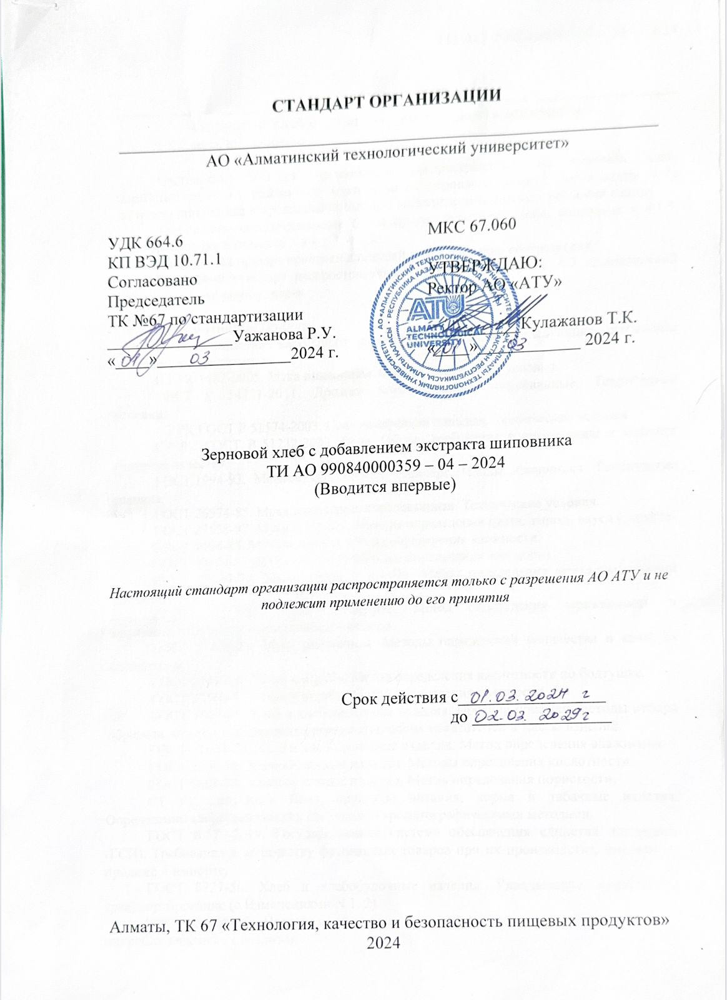 СТАНДАРТ ОРГАНИЗАЦИИ
АО «Алматинский технологический университет»
МКС 67.060
УДК 664.6
КП ВЭД 10.71.1
Согласовано
Председатель
ТК №67 по стандартизации
Уажанова Р.У.
«01» 03 2024 г.
УТВЕРЖДАЮ:
Ректор АО «АТУ»
Кулажанов Т.К.
«01» 03 2024 г.
ATU
ALMATY
TECHNOLOGICAL
UNIVERSITY
Зерновой хлеб с добавлением экстракта шиповника
ТИ АО 990840000359 – 04 – 2024
(Вводится впервые)
Настоящий стандарт организации распространяется только с разрешения АО АТУ и не
подлежит применению до его принятия
Срок действия с 01.03.2024 г
до 02.03.2029г
Алматы, ТК 67 «Технология, качество и безопасность пищевых продуктов»
2024